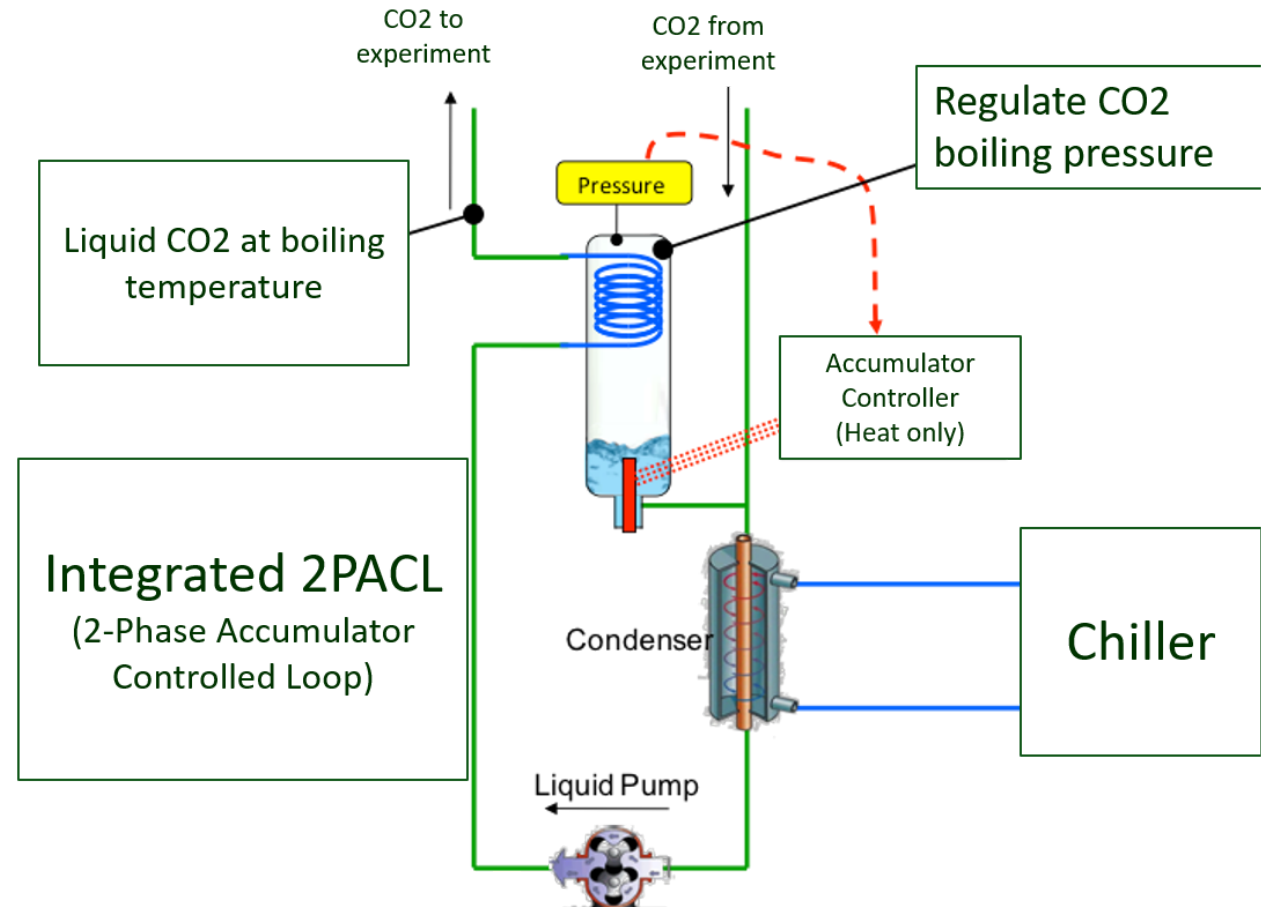 CO2 to
experiment
CO2 from
experiment
Regulate CO2
boiling pressure
Pressure
Liquid CO2 at boiling
temperature
Accumulator
Controller
(Heat only)
Integrated 2PACL
(2-Phase Accumulator
Controlled Loop)
Condenser
Chiller
Liquid Pump